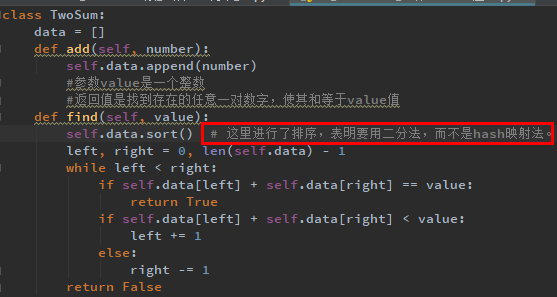 class TwoSum:
    data = []
    def add(self, number):
        self.data.append(number)
        #参数value是一个整数
        #返回值是找到存在的任意一对数字，使其和等于value值
    def find(self, value):
        self.data.sort()  # 这里进行了排序，表明要用二分法，而不是hash映射法。
        left, right = 0, len(self.data) - 1
        while left < right:
            if self.data[left] + self.data[right] == value:
                return True
            if self.data[left] + self.data[right] < value:
                left += 1
            else:
                right -= 1
        return False